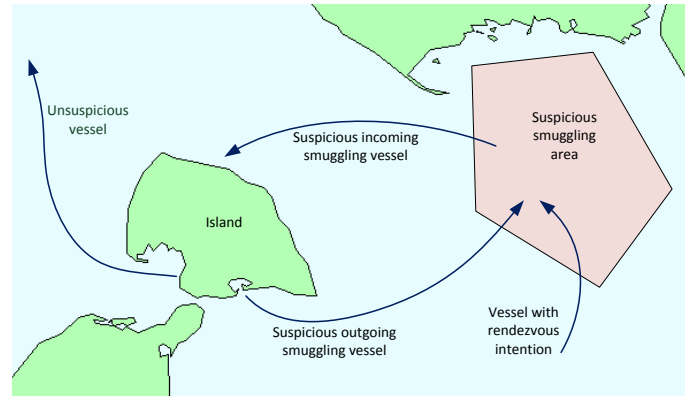 Unsuspicious
vessel
Suspicious incoming
smuggling vessel
Suspicious
smuggling
area
Island
Suspicious outgoing
smuggling vessel
Vessel with
rendezvous
intention